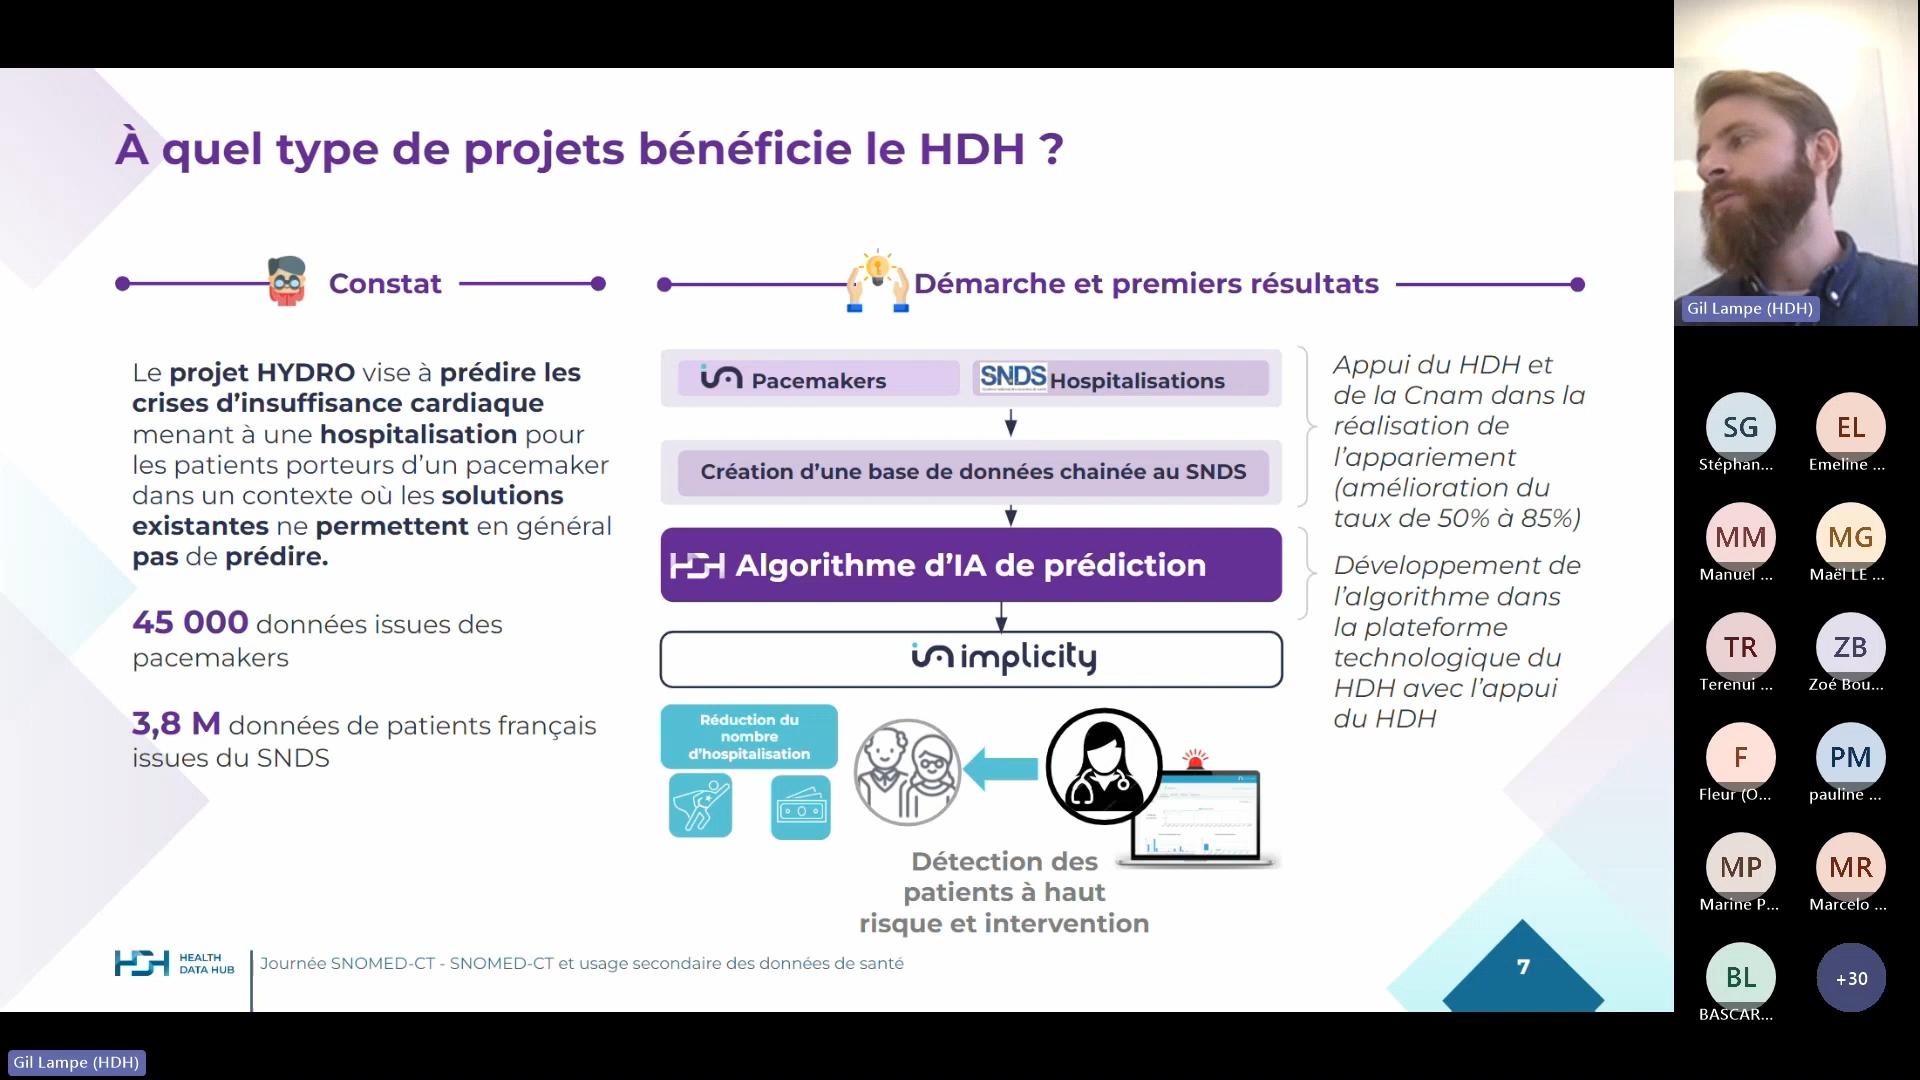 À quel type de projets bénéficie le HDH ?
Constat
Le projet HYDRO vise à prédire les
crises d’insuffisance cardiaque
menant à une hospitalisation pour
les patients porteurs d’un pacemaker
dans un contexte où les solutions
existantes ne permettent en général
pas de prédire.
45 000 données issues des
pacemakers
3,8 M données de patients français
issues du SNDS
Démarche et premiers résultats
Pacemakers
SNDS Hospitalisations
Création d’une base de données chainée au SNDS
HDH Algorithme d’IA de prédiction
implicity
Réduction du
nombre
d’hospitalisation
Détection des
patients à haut
risque et intervention
Appui du HDH et
de la Cnam dans la
réalisation de
l’appariement
(amélioration du
taux de 50% à 85%)
Développement de
l’algorithme dans
la plateforme
technologique du
HDH avec l’appui
du HDH
HDH HEALTH
DATA HUB
Journée SNOMED-CT - SNOMED-CT et usage secondaire des données de santé
7
Gil Lampe (HDH)
SG
Stéphan...
EL
Emeline ...
MM
Manuel ...
MG
Maël LE ...
TR
Terenui ...
ZB
Zoé Bou...
F
Fleur (O...
PM
pauline ...
MP
Marine P...
MR
Marcelo ...
BL
BASCAR...
+30
Gil Lampe (HDH)